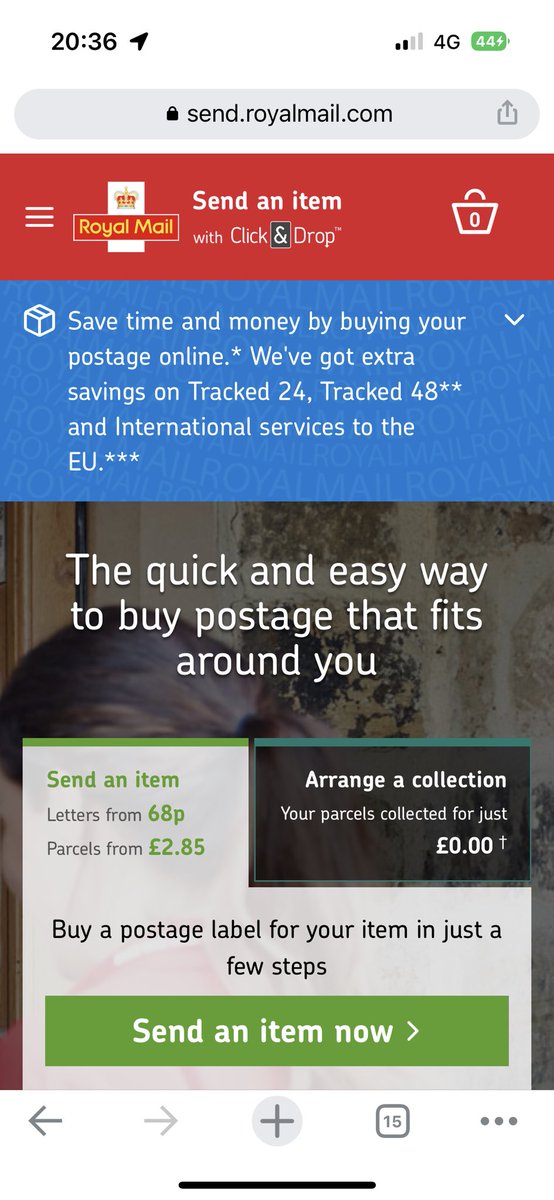 20:36
4G
44
send.royalmail.com
Royal Mail
Send an item
with Click & Drop™
0
Save time and money by buying your
postage online.* We've got extra
savings on Tracked 24, Tracked 48**
and International services to the
EU.***
The quick and easy way
to buy postage that fits
around you
Send an item
Letters from 68p
Parcels from £2.85
Arrange a collection
Your parcels collected for just
£0.00 †
Buy a postage label for your item in just a
few steps
Send an item now >
15